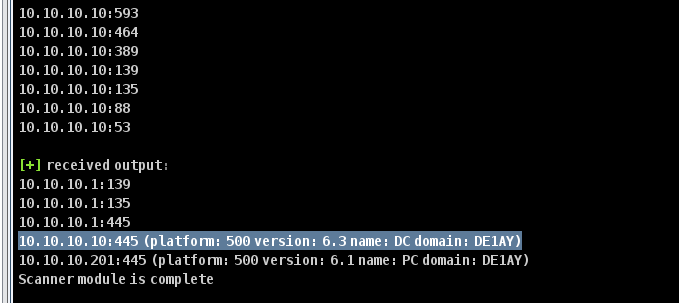 10.10.10.10:593
10.10.10.10:464
10.10.10.10:389
10.10.10.10:139
10.10.10.10:135
10.10.10.10:88
10.10.10.10:53
[+] received output:
10.10.10.1:139
10.10.10.1:135
10.10.10.1:445
10.10.10.10:445 (platform: 500 version: 6.3 name: DC domain: DE1AY)
10.10.10.201:445 (platform: 500 version: 6.1 name: PC domain: DE1AY)
Scanner module is complete